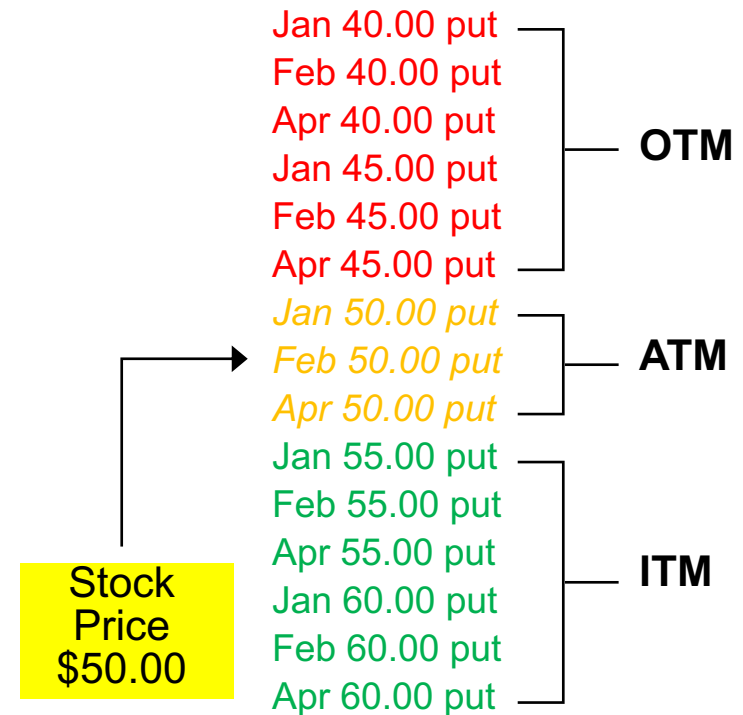 Jan 40.00 put
Feb 40.00 put
Apr 40.00 put
Jan 45.00 put
Feb 45.00 put
Apr 45.00 put
OTM
Jan 50.00 put
Feb 50.00 put
Apr 50.00 put
ATM
Jan 55.00 put
Feb 55.00 put
Apr 55.00 put
Jan 60.00 put
Feb 60.00 put
Apr 60.00 put
ITM
Stock
Price
$50.00